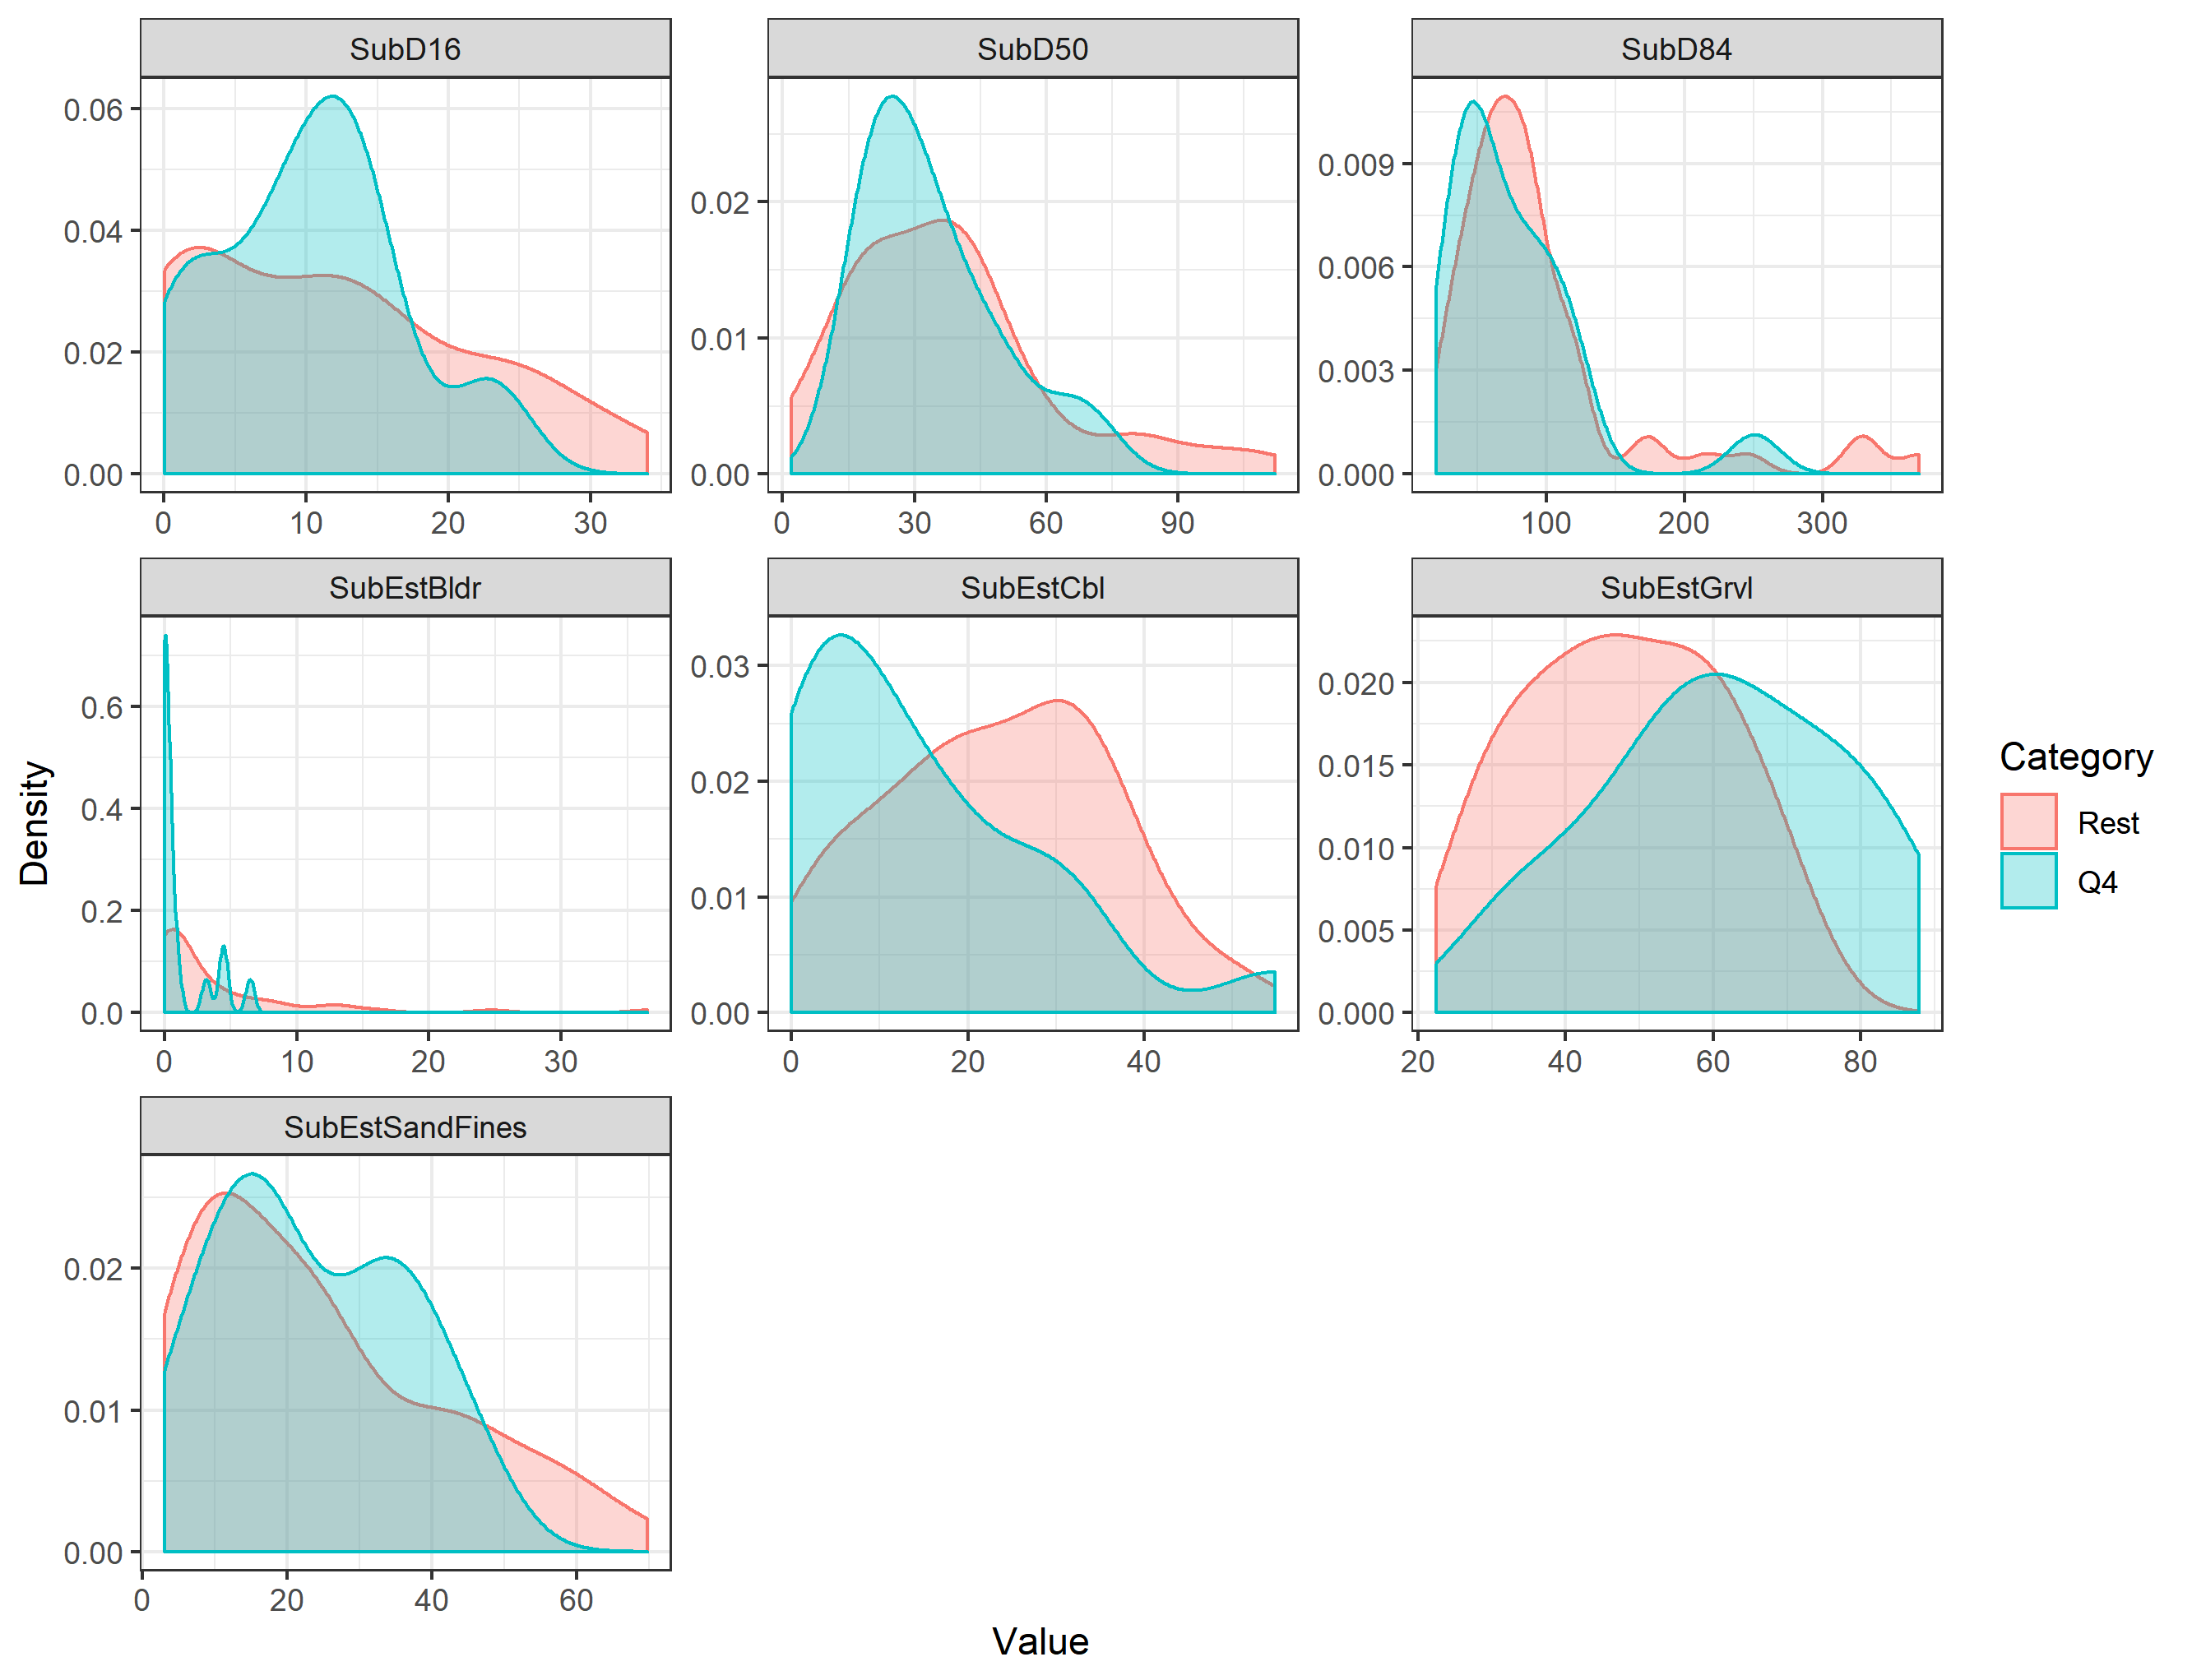 SubD16 SubD50 SubD84
0.06
0.04
0.02
0.00
0 10 20 30
0.02
0.01
0.00
0 30 60 90
0.009
0.006
0.003
0.000
100 200 300
SubEstBldr SubEstCbl SubEstGrvl
0.6
0.4
0.2
0.0
0 10 20 30
0.03
0.02
0.01
0.00
0 20 40
0.020
0.015
0.010
0.005
0.000
20 40 60 80
SubEstSandFines
0.02
0.01
0.00
0 20 40 60
Density
Value
Category
Rest
Q4